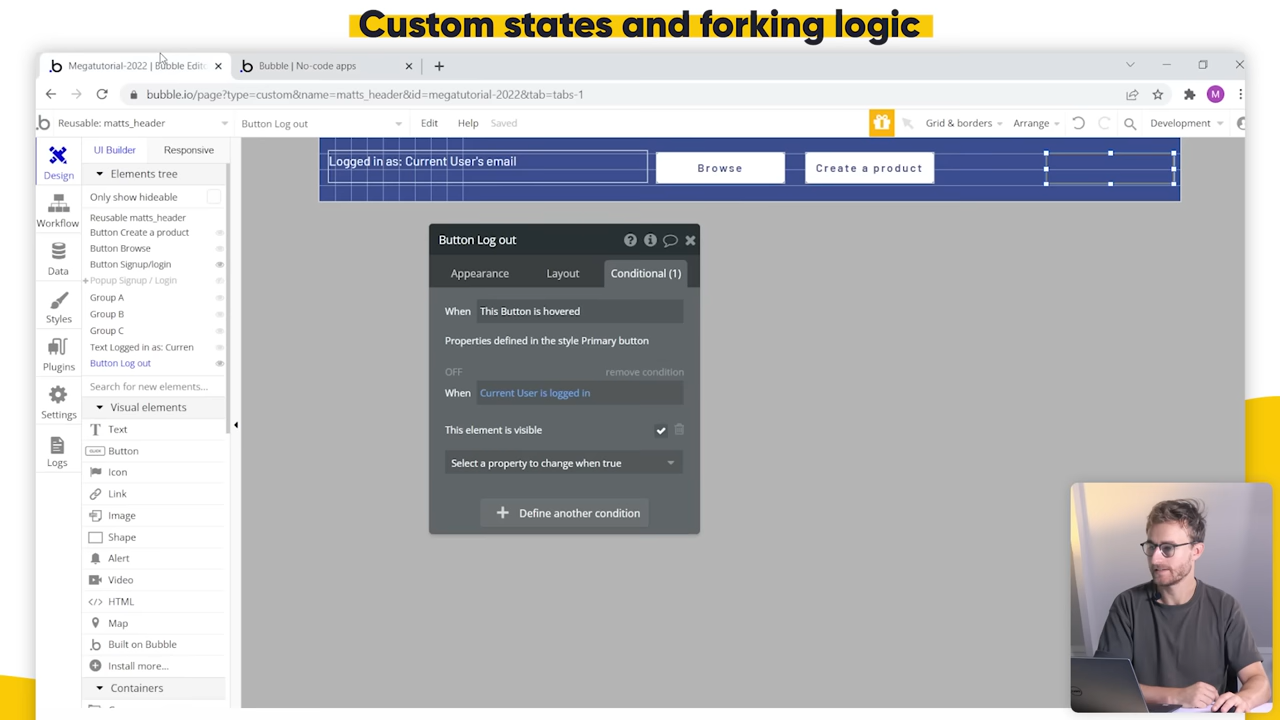 Custom states and forking logic
Megatutorial-2022 | Bubble Edito
Bubble | No-code apps
bubble.io/page?type=custom&name=matts_header&id=megatutorial-2022&tab=tabs-1
M
Reusable: matts_header
Button Log out
Edit
Help
Saved
Grid & borders
Arrange
Development
Design
Workflow
Data
Styles
Plugins
Settings
Logs
UI Builder
Responsive
Elements tree
Only show hideable
Reusable matts_header
Button Create a product
Button Browse
Button Signup/login
Popup Signup / Login
Group A
Group B
Group C
Text Logged in as: Curren
Button Log out
Search for new elements...
Visual elements
Text
Button
Icon
Link
Image
Shape
Alert
Video
HTML
Map
Built on Bubble
Install more...
Containers
Logged in as: Current User's email
Browse
Create a product
Button Log out
Appearance
Layout
Conditional (1)
When
This Button is hovered
Properties defined in the style Primary button
OFF
remove condition
When
Current User is logged in
This element is visible
Select a property to change when true
Define another condition